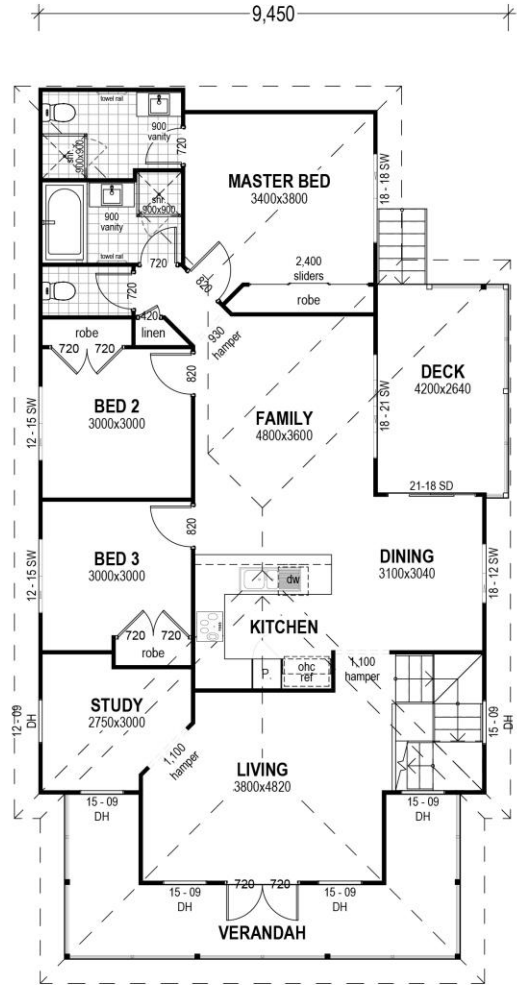 9,450
towel rail
900
vanity
720
shr.
900x900
MASTER BED
3400x3800
18 - 18 SW
shr.
900x900
900
vanity
towel rail
720
820
2,400
sliders
robe
720
420
linen
930
hamper
robe
720 720
820
DECK
4200x2640
BED 2
3000x3000
12 - 15 SW
FAMILY
4800x3600
18 - 21 SW
21-18 SD
820
BED 3
3000x3000
12 - 15 SW
DINING
3100x3040
18 - 12 SW
dw
KITCHEN
720 720
robe
P.
ohc
ref
1,100
hamper
STUDY
2750x3000
12 - 09
DH
1,100
hamper
LIVING
3800x4820
15 - 09
DH
15 - 09
DH
15 - 09
DH
15 - 09
DH
720 720
15 - 09
DH
VERANDAH